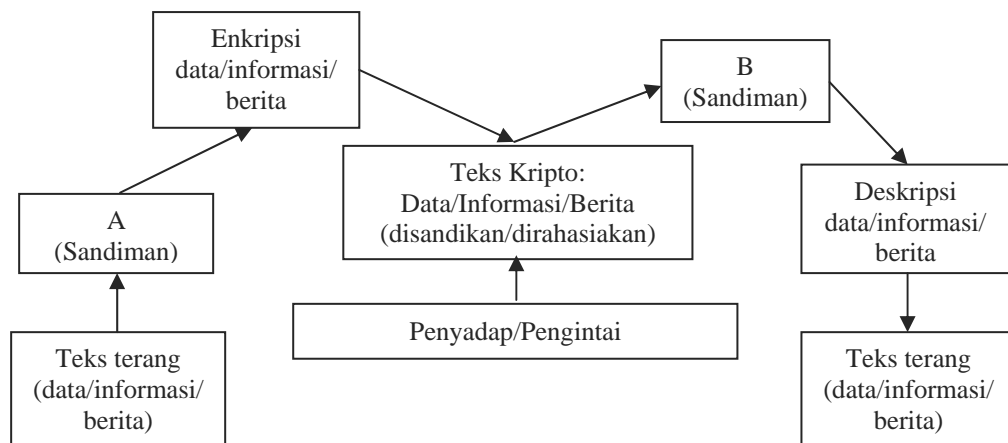 Enkripsi
data/informasi/
berita
B
(Sandiman)
Teks Kripto:
Data/Informasi/Berita
(disandikan/dirahasiakan)
A
(Sandiman)
Deskripsi
data/informasi/
berita
Penyadap/Pengintai
Teks terang
(data/informasi/
berita)
Teks terang
(data/informasi/
berita)